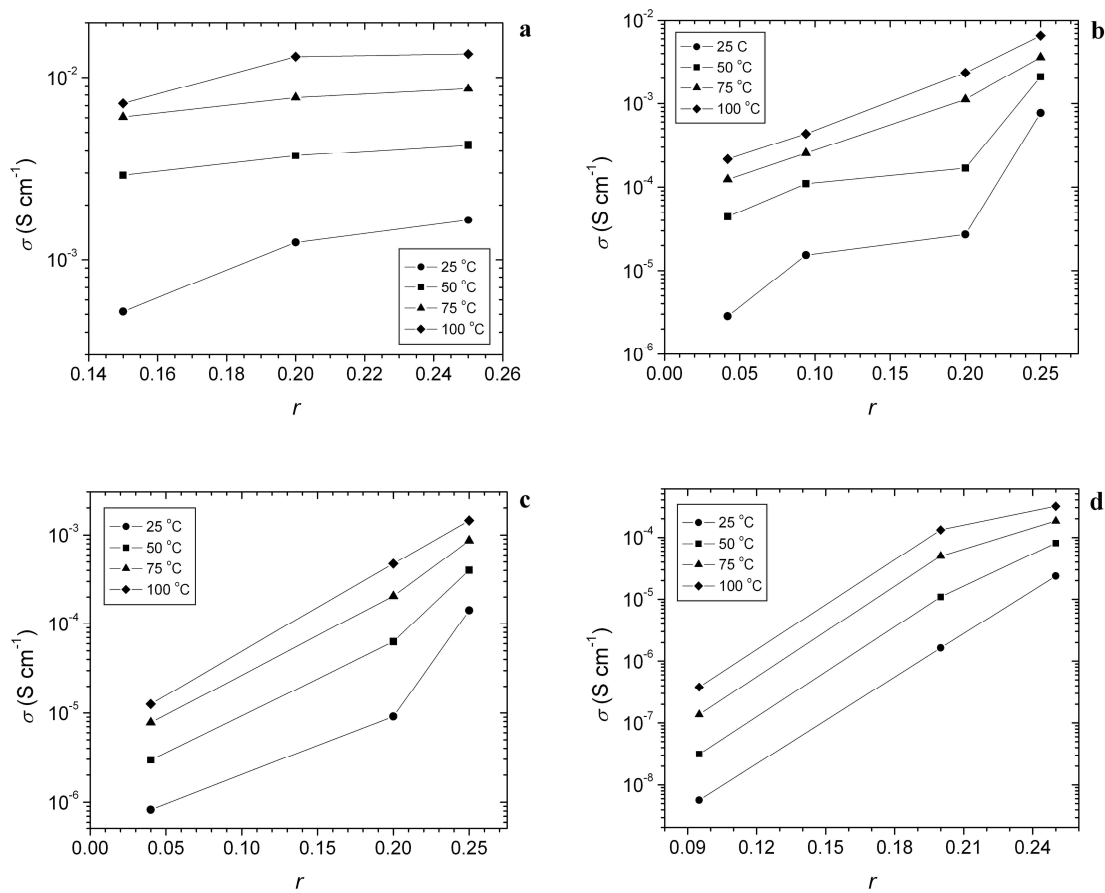 a
10⁻²
10⁻³
σ (S cm⁻¹)
25 °C
50 °C
75 °C
100 °C
0.14 0.16 0.18 0.20 0.22 0.24 0.26
r
b
10⁻²
10⁻³
10⁻⁴
10⁻⁵
10⁻⁶
σ (S cm⁻¹)
25 C
50 °C
75 °C
100 °C
0.00 0.05 0.10 0.15 0.20 0.25
r
c
10⁻³
10⁻⁴
10⁻⁵
10⁻⁶
σ (S cm⁻¹)
25 °C
50 °C
75 °C
100 °C
0.00 0.05 0.10 0.15 0.20 0.25
r
d
10⁻⁴
10⁻⁵
10⁻⁶
10⁻⁷
10⁻⁸
σ (S cm⁻¹)
25 °C
50 °C
75 °C
100 °C
0.09 0.12 0.15 0.18 0.21 0.24
r